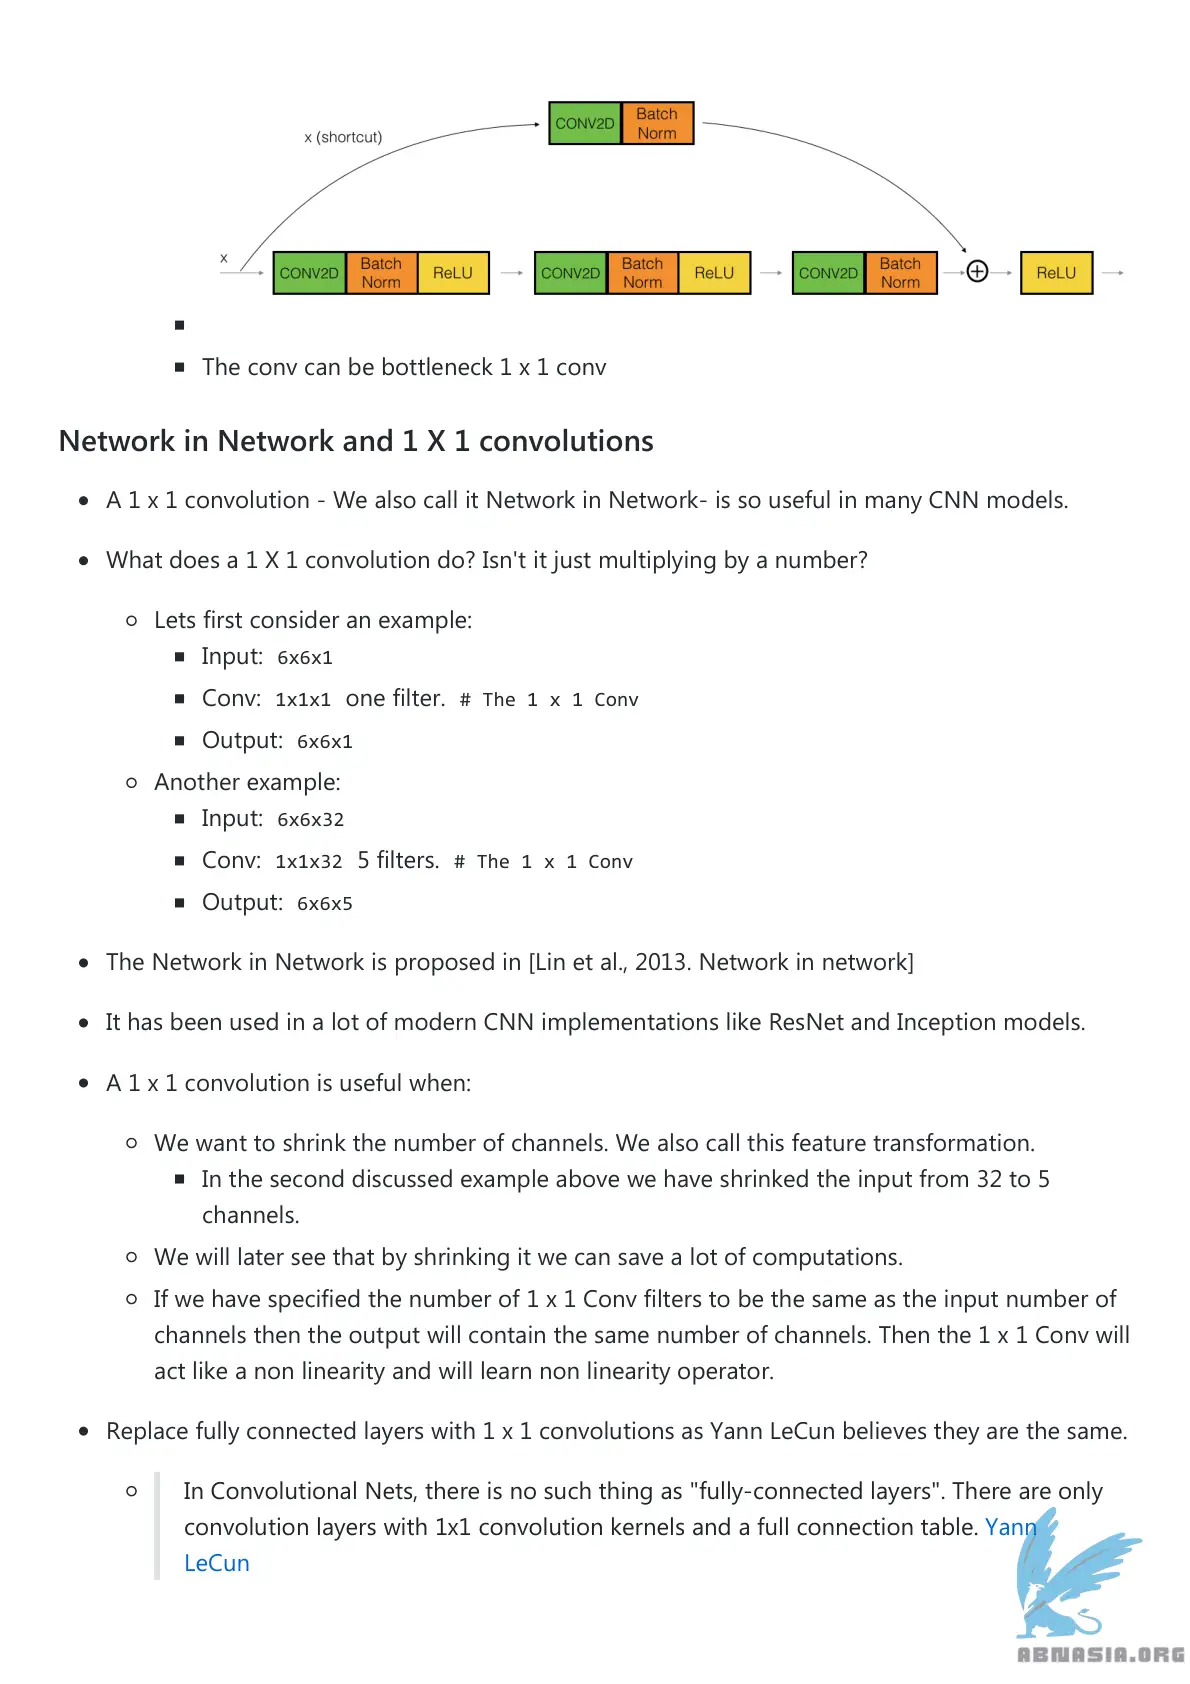 x (shortcut)
CONV2D
Batch
Norm
x
CONV2D
Batch
Norm
ReLU
CONV2D
Batch
Norm
ReLU
CONV2D
Batch
Norm
ReLU
The conv can be bottleneck 1 x 1 conv
Network in Network and 1 X 1 convolutions
A 1 x 1 convolution - We also call it Network in Network- is so useful in many CNN models.
What does a 1 X 1 convolution do? Isn't it just multiplying by a number?
Lets first consider an example:
Input: 6x6x1
Conv: 1x1x1 one filter. # The 1 x 1 Conv
Output: 6x6x1
Another example:
Input: 6x6x32
Conv: 1x1x32 5 filters. # The 1 x 1 Conv
Output: 6x6x5
The Network in Network is proposed in [Lin et al., 2013. Network in network]
It has been used in a lot of modern CNN implementations like ResNet and Inception models.
A 1 x 1 convolution is useful when:
We want to shrink the number of channels. We also call this feature transformation.
In the second discussed example above we have shrinked the input from 32 to 5
channels.
We will later see that by shrinking it we can save a lot of computations.
If we have specified the number of 1 x 1 Conv filters to be the same as the input number of
channels then the output will contain the same number of channels. Then the 1 x 1 Conv will
act like a non linearity and will learn non linearity operator.
Replace fully connected layers with 1 x 1 convolutions as Yann LeCun believes they are the same.
In Convolutional Nets, there is no such thing as "fully-connected layers". There are only
convolution layers with 1x1 convolution kernels and a full connection table. Yann
LeCun
ABNASIA.ORG